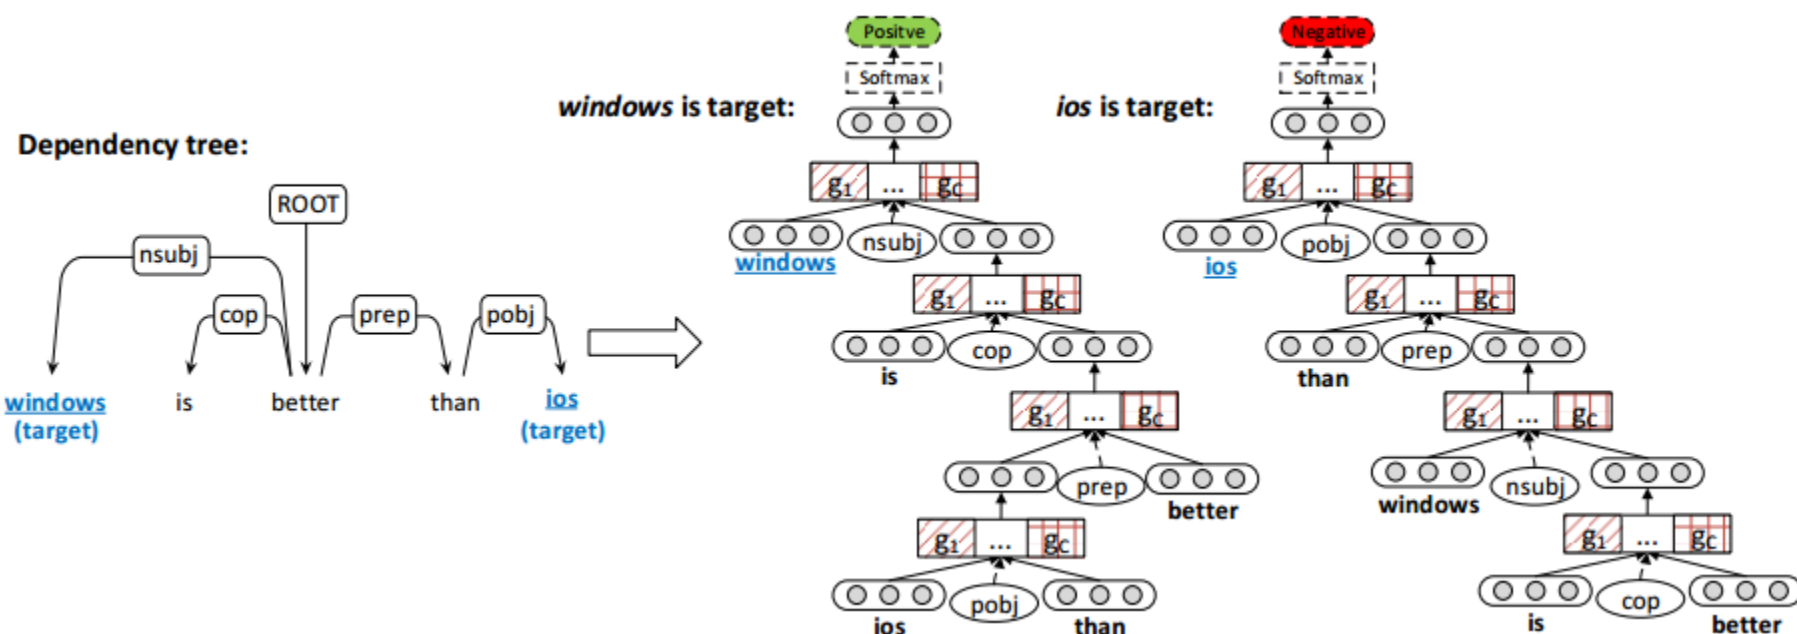 Dependency tree:
ROOT
nsubj
cop
prep
pobj
windows
(target)
is
better
than
ios
(target)
windows is target:
Positve
Softmax
g1 ... gC
windows
nsubj
g1 ... gC
is
cop
g1 ... gC
prep
better
g1 ... gC
ios
pobj
than
ios is target:
Negative
Softmax
g1 ... gC
ios
pobj
g1 ... gC
than
prep
g1 ... gC
windows
nsubj
g1 ... gC
is
cop
better